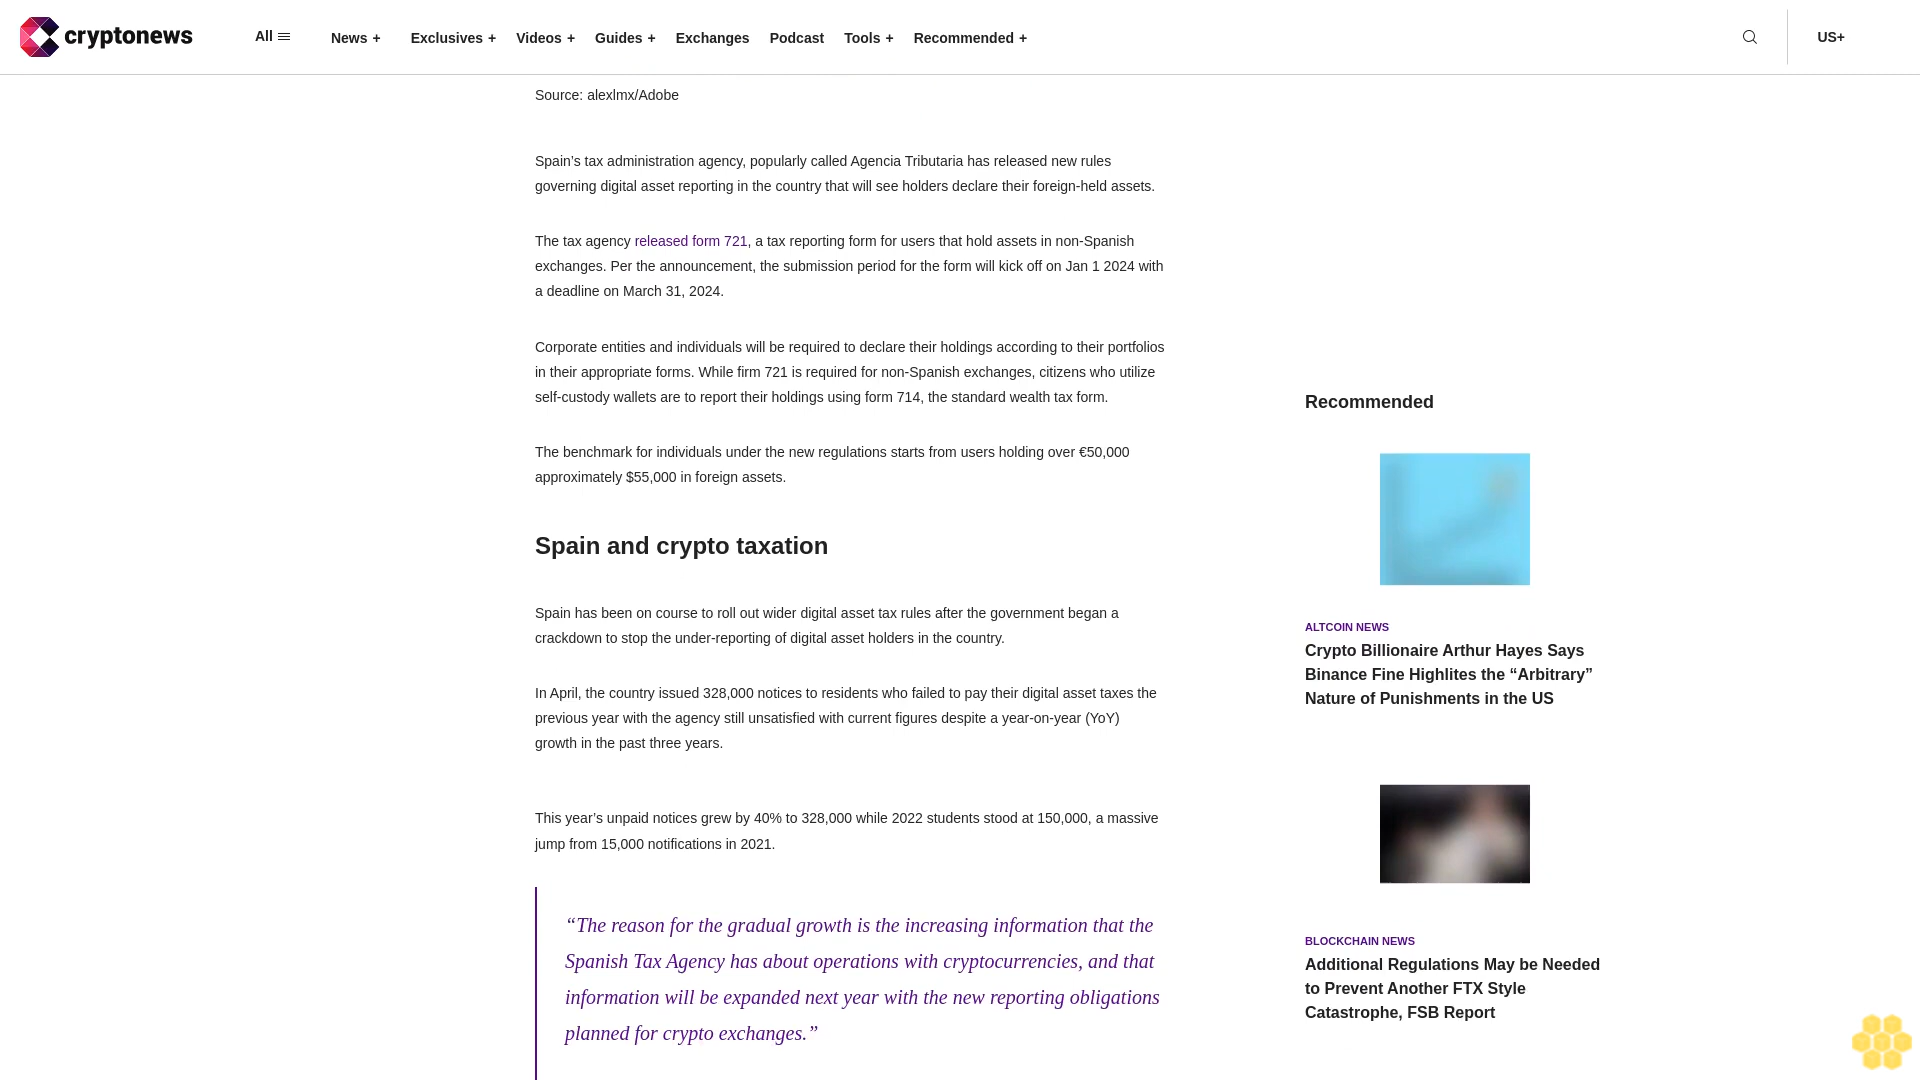 cryptonews
All
News +
Exclusives +
Videos +
Guides +
Exchanges
Podcast
Tools +
Recommended +
US+
Source: alexlmx/Adobe
Spain’s tax administration agency, popularly called Agencia Tributaria has released new rules
governing digital asset reporting in the country that will see holders declare their foreign-held assets.
The tax agency released form 721, a tax reporting form for users that hold assets in non-Spanish
exchanges. Per the announcement, the submission period for the form will kick off on Jan 1 2024 with
a deadline on March 31, 2024.
Corporate entities and individuals will be required to declare their holdings according to their portfolios
in their appropriate forms. While firm 721 is required for non-Spanish exchanges, citizens who utilize
self-custody wallets are to report their holdings using form 714, the standard wealth tax form.
The benchmark for individuals under the new regulations starts from users holding over €50,000
approximately $55,000 in foreign assets.
Spain and crypto taxation
Spain has been on course to roll out wider digital asset tax rules after the government began a
crackdown to stop the under-reporting of digital asset holders in the country.
In April, the country issued 328,000 notices to residents who failed to pay their digital asset taxes the
previous year with the agency still unsatisfied with current figures despite a year-on-year (YoY)
growth in the past three years.
This year’s unpaid notices grew by 40% to 328,000 while 2022 students stood at 150,000, a massive
jump from 15,000 notifications in 2021.
“The reason for the gradual growth is the increasing information that the
Spanish Tax Agency has about operations with cryptocurrencies, and that
information will be expanded next year with the new reporting obligations
planned for crypto exchanges.”
Recommended
ALTCOIN NEWS
Crypto Billionaire Arthur Hayes Says
Binance Fine Highlites the “Arbitrary”
Nature of Punishments in the US
BLOCKCHAIN NEWS
Additional Regulations May be Needed
to Prevent Another FTX Style
Catastrophe, FSB Report